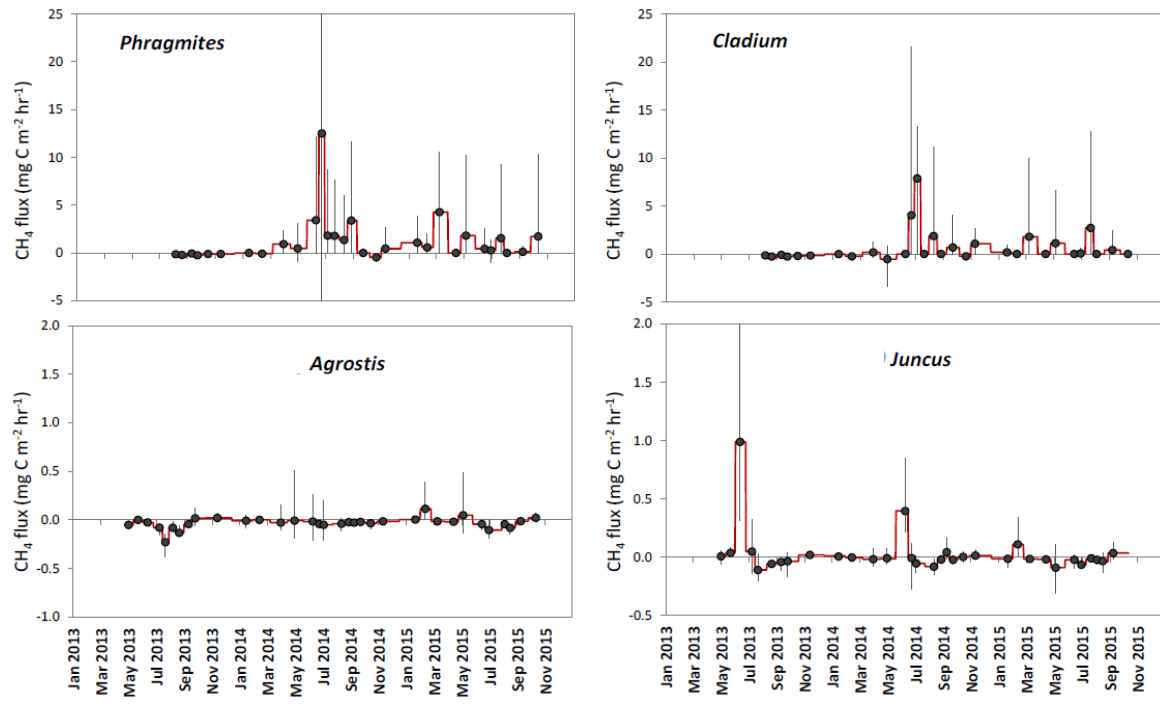 Phragmites
CH4 flux (mg C m-2 hr-1)
25
20
15
10
5
0
-5
Cladium
CH4 flux (mg C m-2 hr-1)
25
20
15
10
5
0
-5
Agrostis
CH4 flux (mg C m-2 hr-1)
2.0
1.5
1.0
0.5
0.0
-0.5
-1.0
Jan 2013
Mar 2013
May 2013
Jul 2013
Sep 2013
Nov 2013
Jan 2014
Mar 2014
May 2014
Jul 2014
Sep 2014
Nov 2014
Jan 2015
Mar 2015
May 2015
Jul 2015
Sep 2015
Nov 2015
Juncus
CH4 flux (mg C m-2 hr-1)
2.0
1.5
1.0
0.5
0.0
-0.5
Jan 2013
Mar 2013
May 2013
Jul 2013
Sep 2013
Nov 2013
Jan 2014
Mar 2014
May 2014
Jul 2014
Sep 2014
Nov 2014
Jan 2015
Mar 2015
May 2015
Jul 2015
Sep 2015
Nov 2015